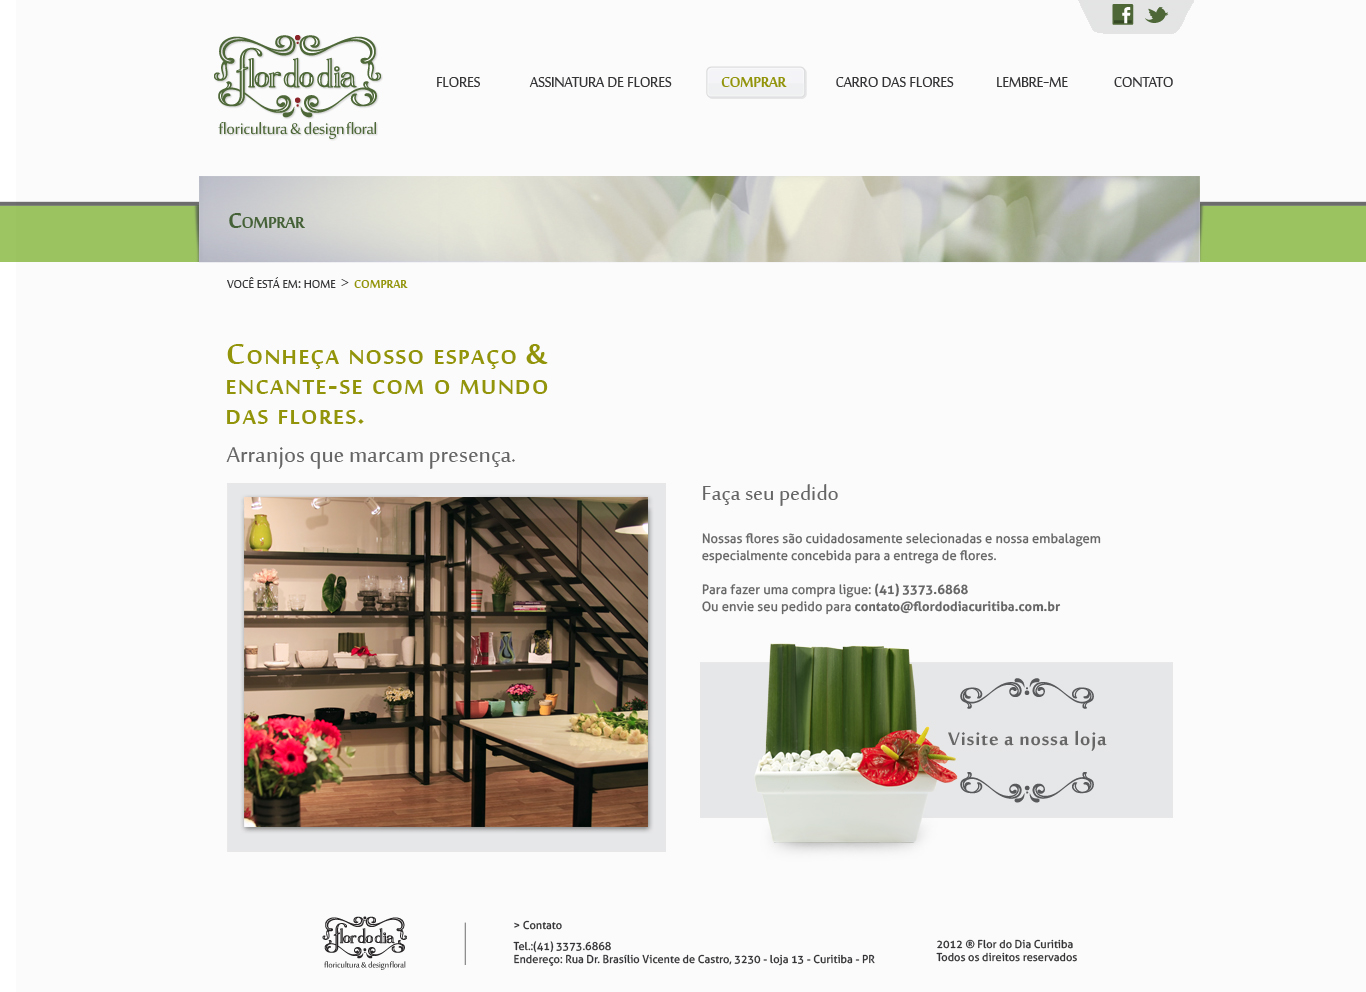 flor do dia
floricultura & design floral
FLORES
ASSINATURA DE FLORES
COMPRAR
CARRO DAS FLORES
LEMBRE-ME
CONTATO
COMPRAR
VOCÊ ESTÁ EM: HOME > COMPRAR
CONHEÇA NOSSO ESPAÇO &
ENCANTE-SE COM O MUNDO
DAS FLORES.
Arranjos que marcam presença.
Faça seu pedido
Nossas flores são cuidadosamente selecionadas e nossa embalagem
especialmente concebida para a entrega de flores.
Para fazer uma compra ligue: (41) 3373.6868
Ou envie seu pedido para contato@flordodiacuritiba.com.br
Visite a nossa loja
flor do dia
floricultura & design floral
> Contato
Tel.:(41) 3373.6868
Endereço: Rua Dr. Brasílio Vicente de Castro, 3230 - loja 13 - Curitiba - PR
2012 ® Flor do Dia Curitiba
Todos os direitos reservados